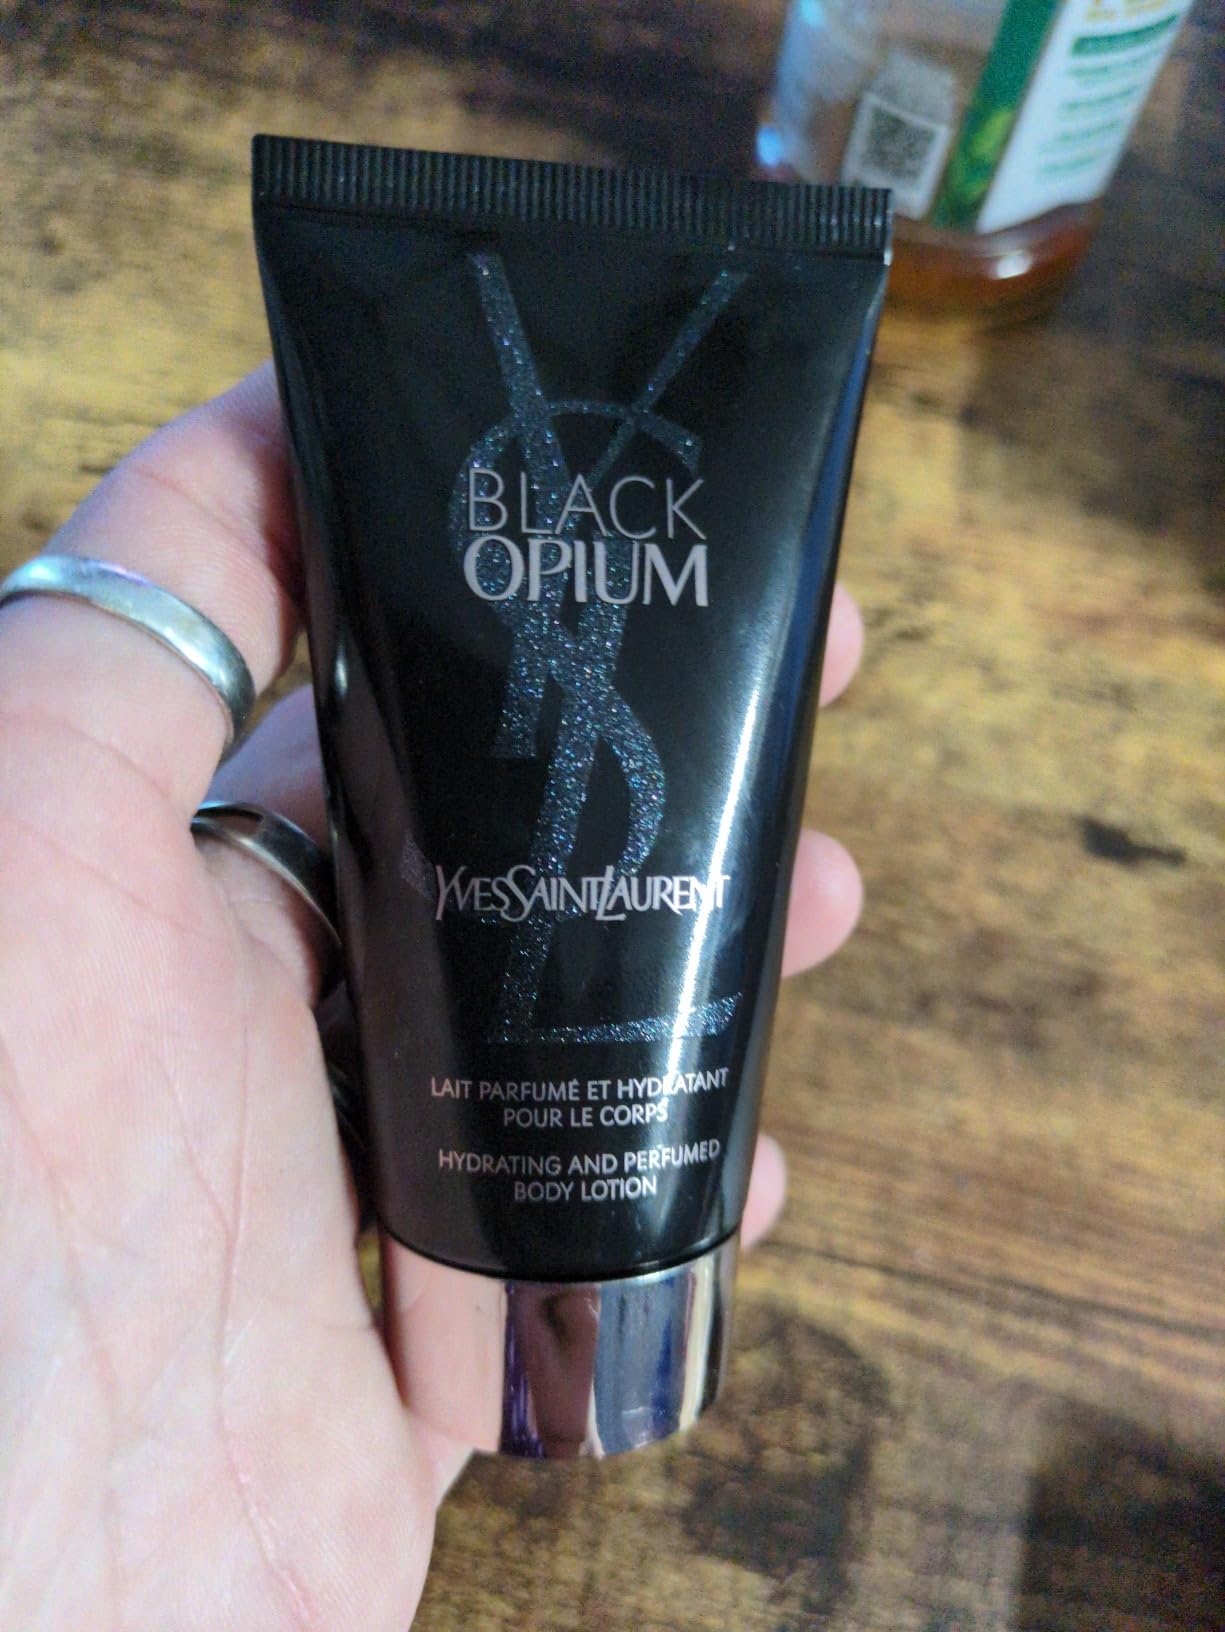 BLACK
OPIUM
YVESSAINTLAURENT
LAIT PARFUMÉ ET HYDRATANT
POUR LE CORPS
HYDRATING AND PERFUMED
BODY LOTION